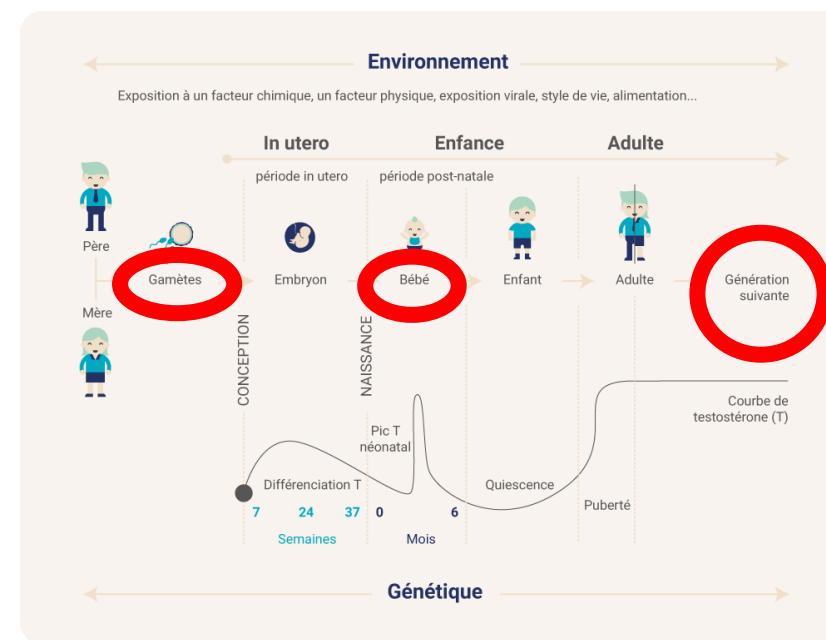 Environnement
Exposition à un facteur chimique, un facteur physique, exposition virale, style de vie, alimentation...
In utero
Enfance
Adulte
période in utero
période post-natale
Père
Gamètes
Embryon
Bébé
Enfant
Adulte
Génération
suivante
Mère
CONCEPTION
NAISSANCE
Courbe de
testostérone (T)
Pic T
néonatal
Différenciation T
Quiescence
Puberté
7 24 37 0 6
Semaines
Mois
Génétique